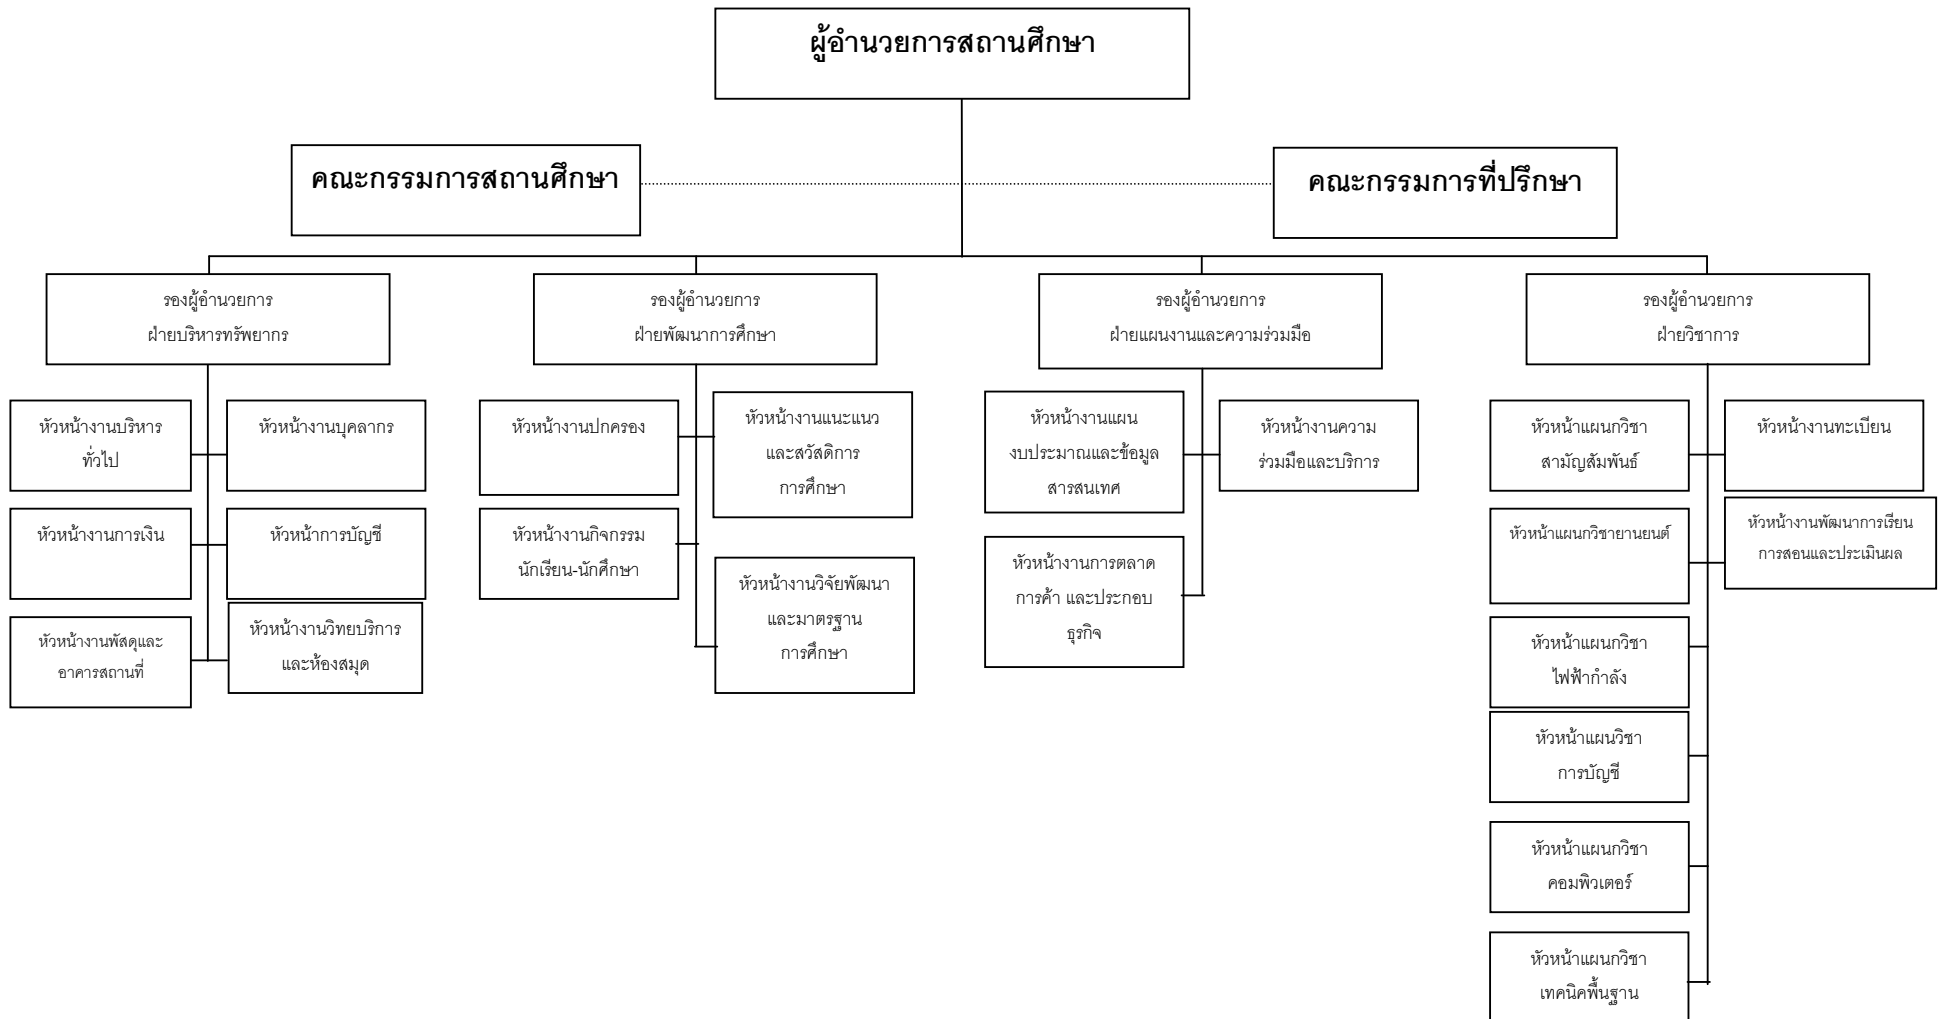 ผู้อำนวยการสถานศึกษา
คณะกรรมการสถานศึกษา
คณะกรรมการที่ปรึกษา
รองผู้อำนวยการ
ฝ่ายบริหารทรัพยากร
รองผู้อำนวยการ
ฝ่ายพัฒนาการศึกษา
รองผู้อำนวยการ
ฝ่ายแผนงานและความร่วมมือ
รองผู้อำนวยการ
ฝ่ายวิชาการ
หัวหน้างานบริหาร
ทั่วไป
หัวหน้างานบุคลากร
หัวหน้างานการเงิน
หัวหน้าการบัญชี
หัวหน้างานพัสดุและ
อาคารสถานที่
หัวหน้างานวิทยบริการ
และห้องสมุด
หัวหน้างานปกครอง
หัวหน้างานแนะแนว
และสวัสดิการ
การศึกษา
หัวหน้างานกิจกรรม
นักเรียน-นักศึกษา
หัวหน้างานวิจัยพัฒนา
และมาตรฐาน
การศึกษา
หัวหน้างานแผน
งบประมาณและข้อมูล
สารสนเทศ
หัวหน้างานความ
ร่วมมือและบริการ
หัวหน้างานการตลาด
การค้า และประกอบ
ธุรกิจ
หัวหน้าแผนกวิชา
สามัญสัมพันธ์
หัวหน้างานทะเบียน
หัวหน้าแผนกวิชายานยนต์
หัวหน้างานพัฒนาการเรียน
การสอนและประเมินผล
หัวหน้าแผนกวิชา
ไฟฟ้ากำลัง
หัวหน้าแผนวิชา
การบัญชี
หัวหน้าแผนกวิชา
คอมพิวเตอร์
หัวหน้าแผนกวิชา
เทคนิคพื้นฐาน